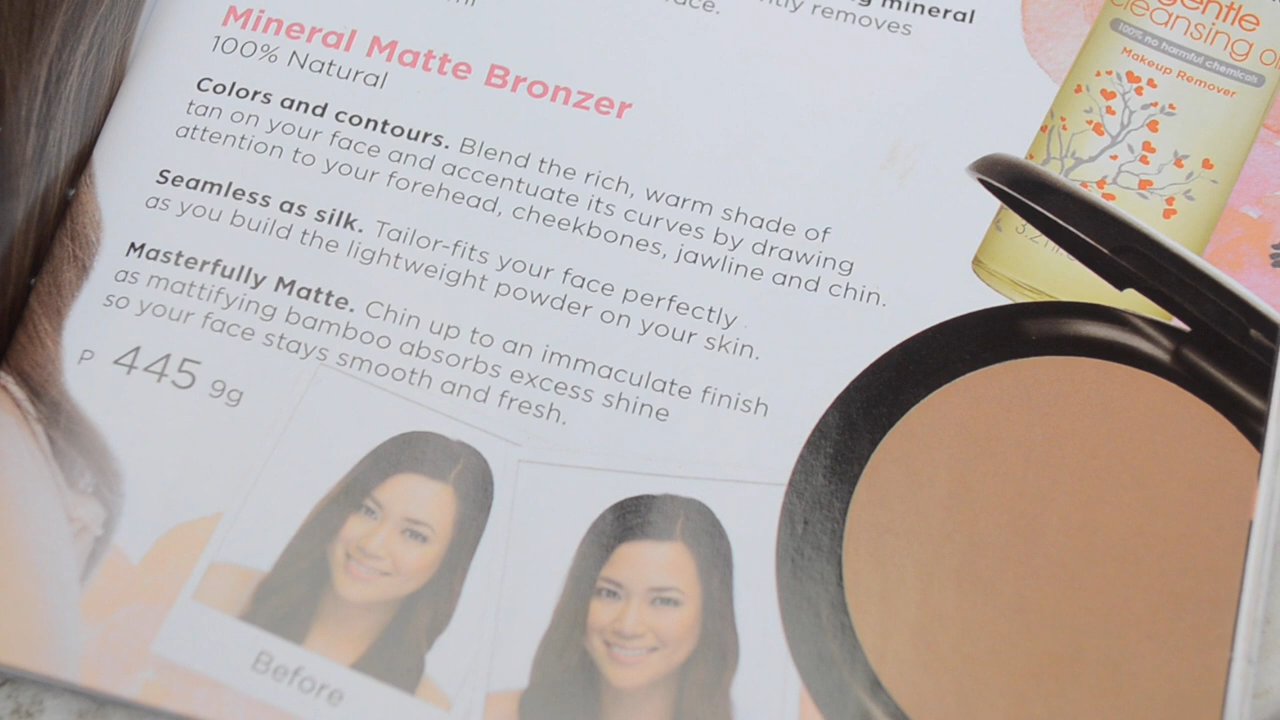 mineral
removes
Mineral Matte Bronzer
100% Natural
Colors and contours. Blend the rich, warm shade of
tan on your face and accentuate its curves by drawing
attention to your forehead, cheekbones, jawline and chin.
Seamless as silk. Tailor-fits your face perfectly
as you build the lightweight powder on your skin.
Masterfully Matte. Chin up to an immaculate finish
as mattifying bamboo absorbs excess shine
so your face stays smooth and fresh.
P 445 9g
Before
gentle
cleansing
100% no harmful chemicals
Makeup Remover